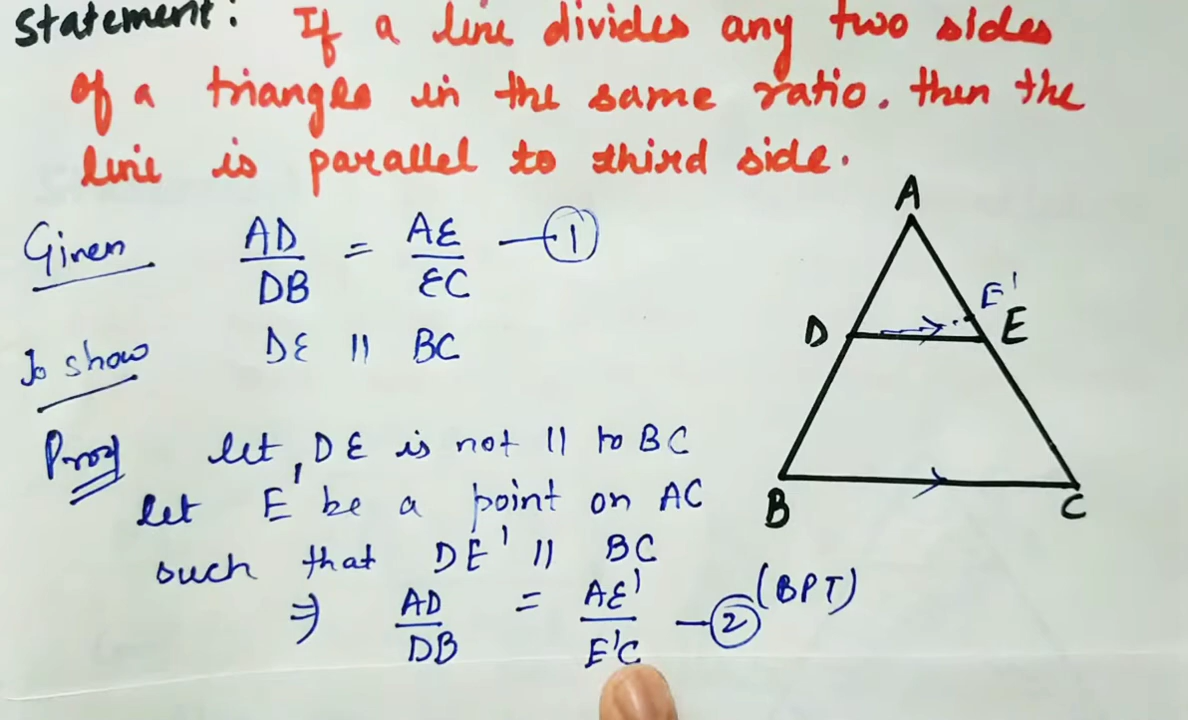 Statement: If a line divides any two sides
of a triangles in the same ratio. then the
line is parallel to third side.
Given AD/DB = AE/EC —①
To show DE || BC
Proof let, DE is not || to BC
let E' be a point on AC
such that DE' || BC
⇒ AD/DB = AE'/E'C —② (BPT)
A
E'
D E
B C